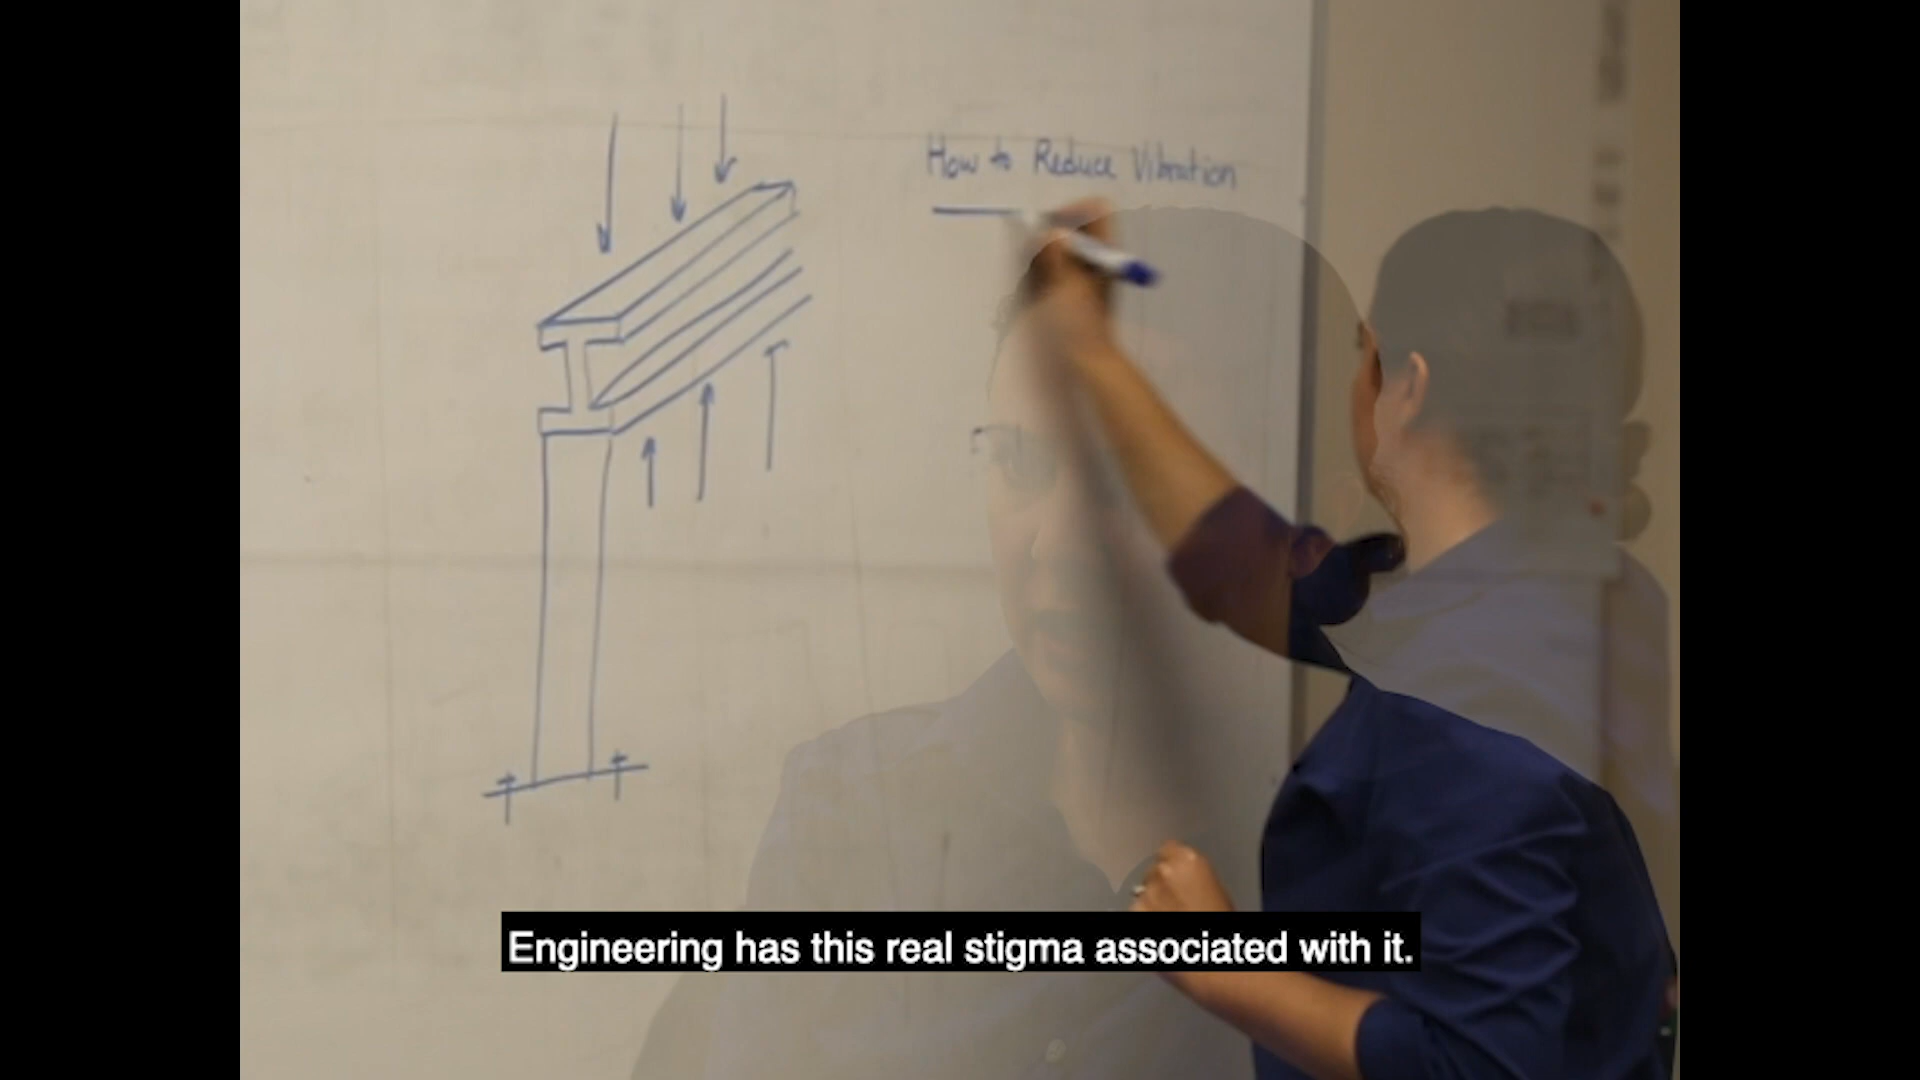 How to Reduce Vibration
Engineering has this real stigma associated with it.